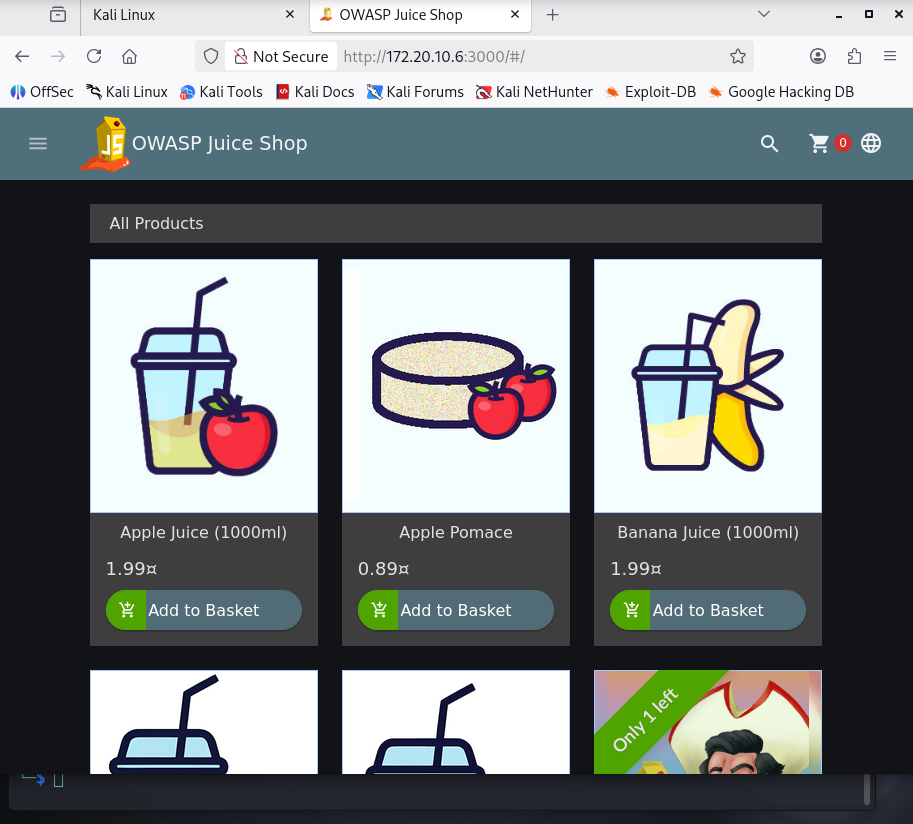 Kali Linux
OWASP Juice Shop
Not Secure http://172.20.10.6:3000/#/
OffSec Kali Linux Kali Tools Kali Docs Kali Forums Kali NetHunter Exploit-DB Google Hacking DB
JS OWASP Juice Shop 0
All Products
Apple Juice (1000ml) Apple Pomace Banana Juice (1000ml)
1.99¤ 0.89¤ 1.99¤
Add to Basket Add to Basket Add to Basket
Only 1 left
$